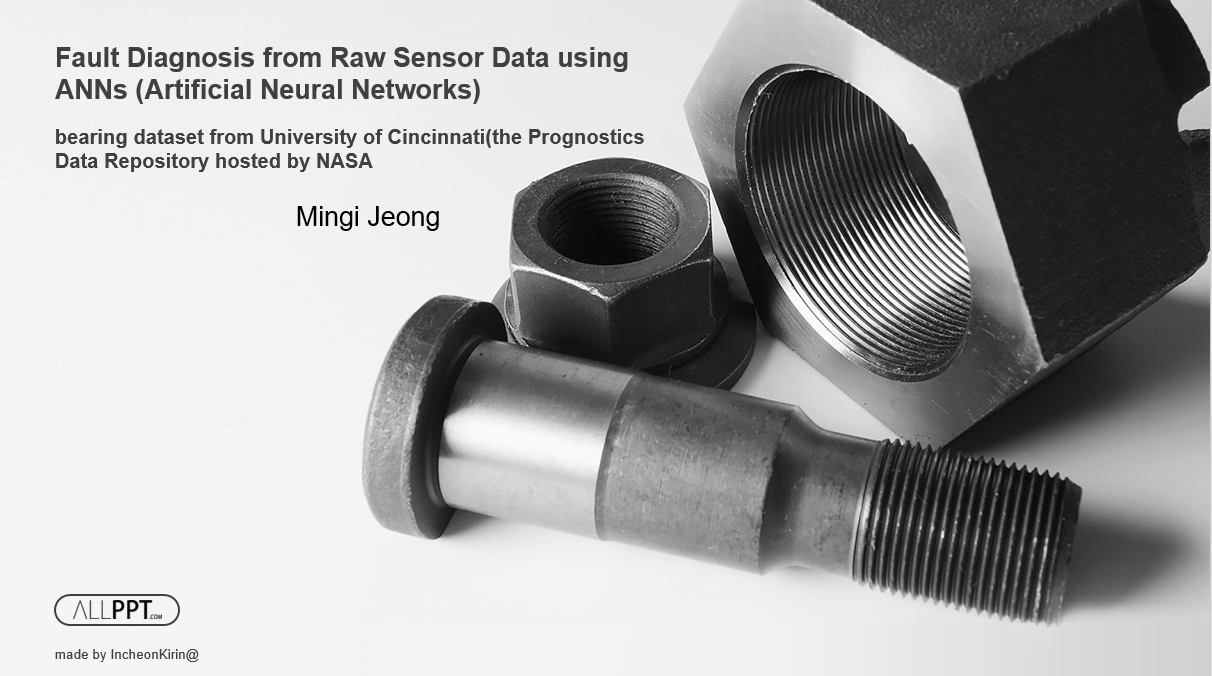 Fault Diagnosis from Raw Sensor Data using
ANNs (Artificial Neural Networks)
bearing dataset from University of Cincinnati(the Prognostics
Data Repository hosted by NASA
Mingi Jeong
ALLPPT.COM
made by IncheonKirin@